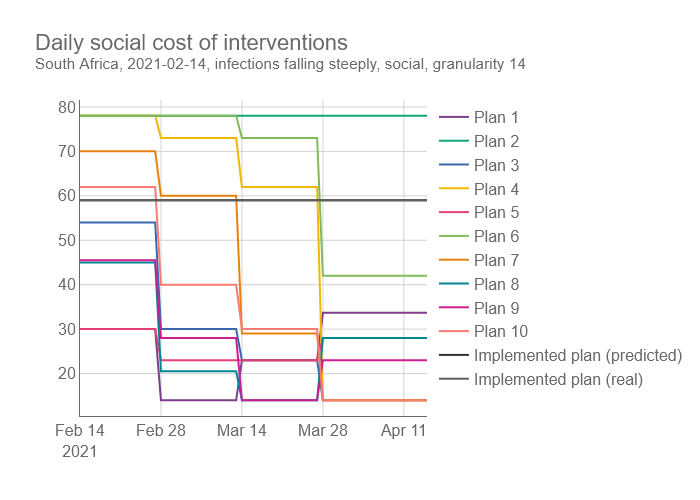 Daily social cost of interventions
South Africa, 2021-02-14, infections falling steeply, social, granularity 14
80
70
60
50
40
30
20
Feb 14
2021
Feb 28
Mar 14
Mar 28
Apr 11
Plan 1
Plan 2
Plan 3
Plan 4
Plan 5
Plan 6
Plan 7
Plan 8
Plan 9
Plan 10
Implemented plan (predicted)
Implemented plan (real)